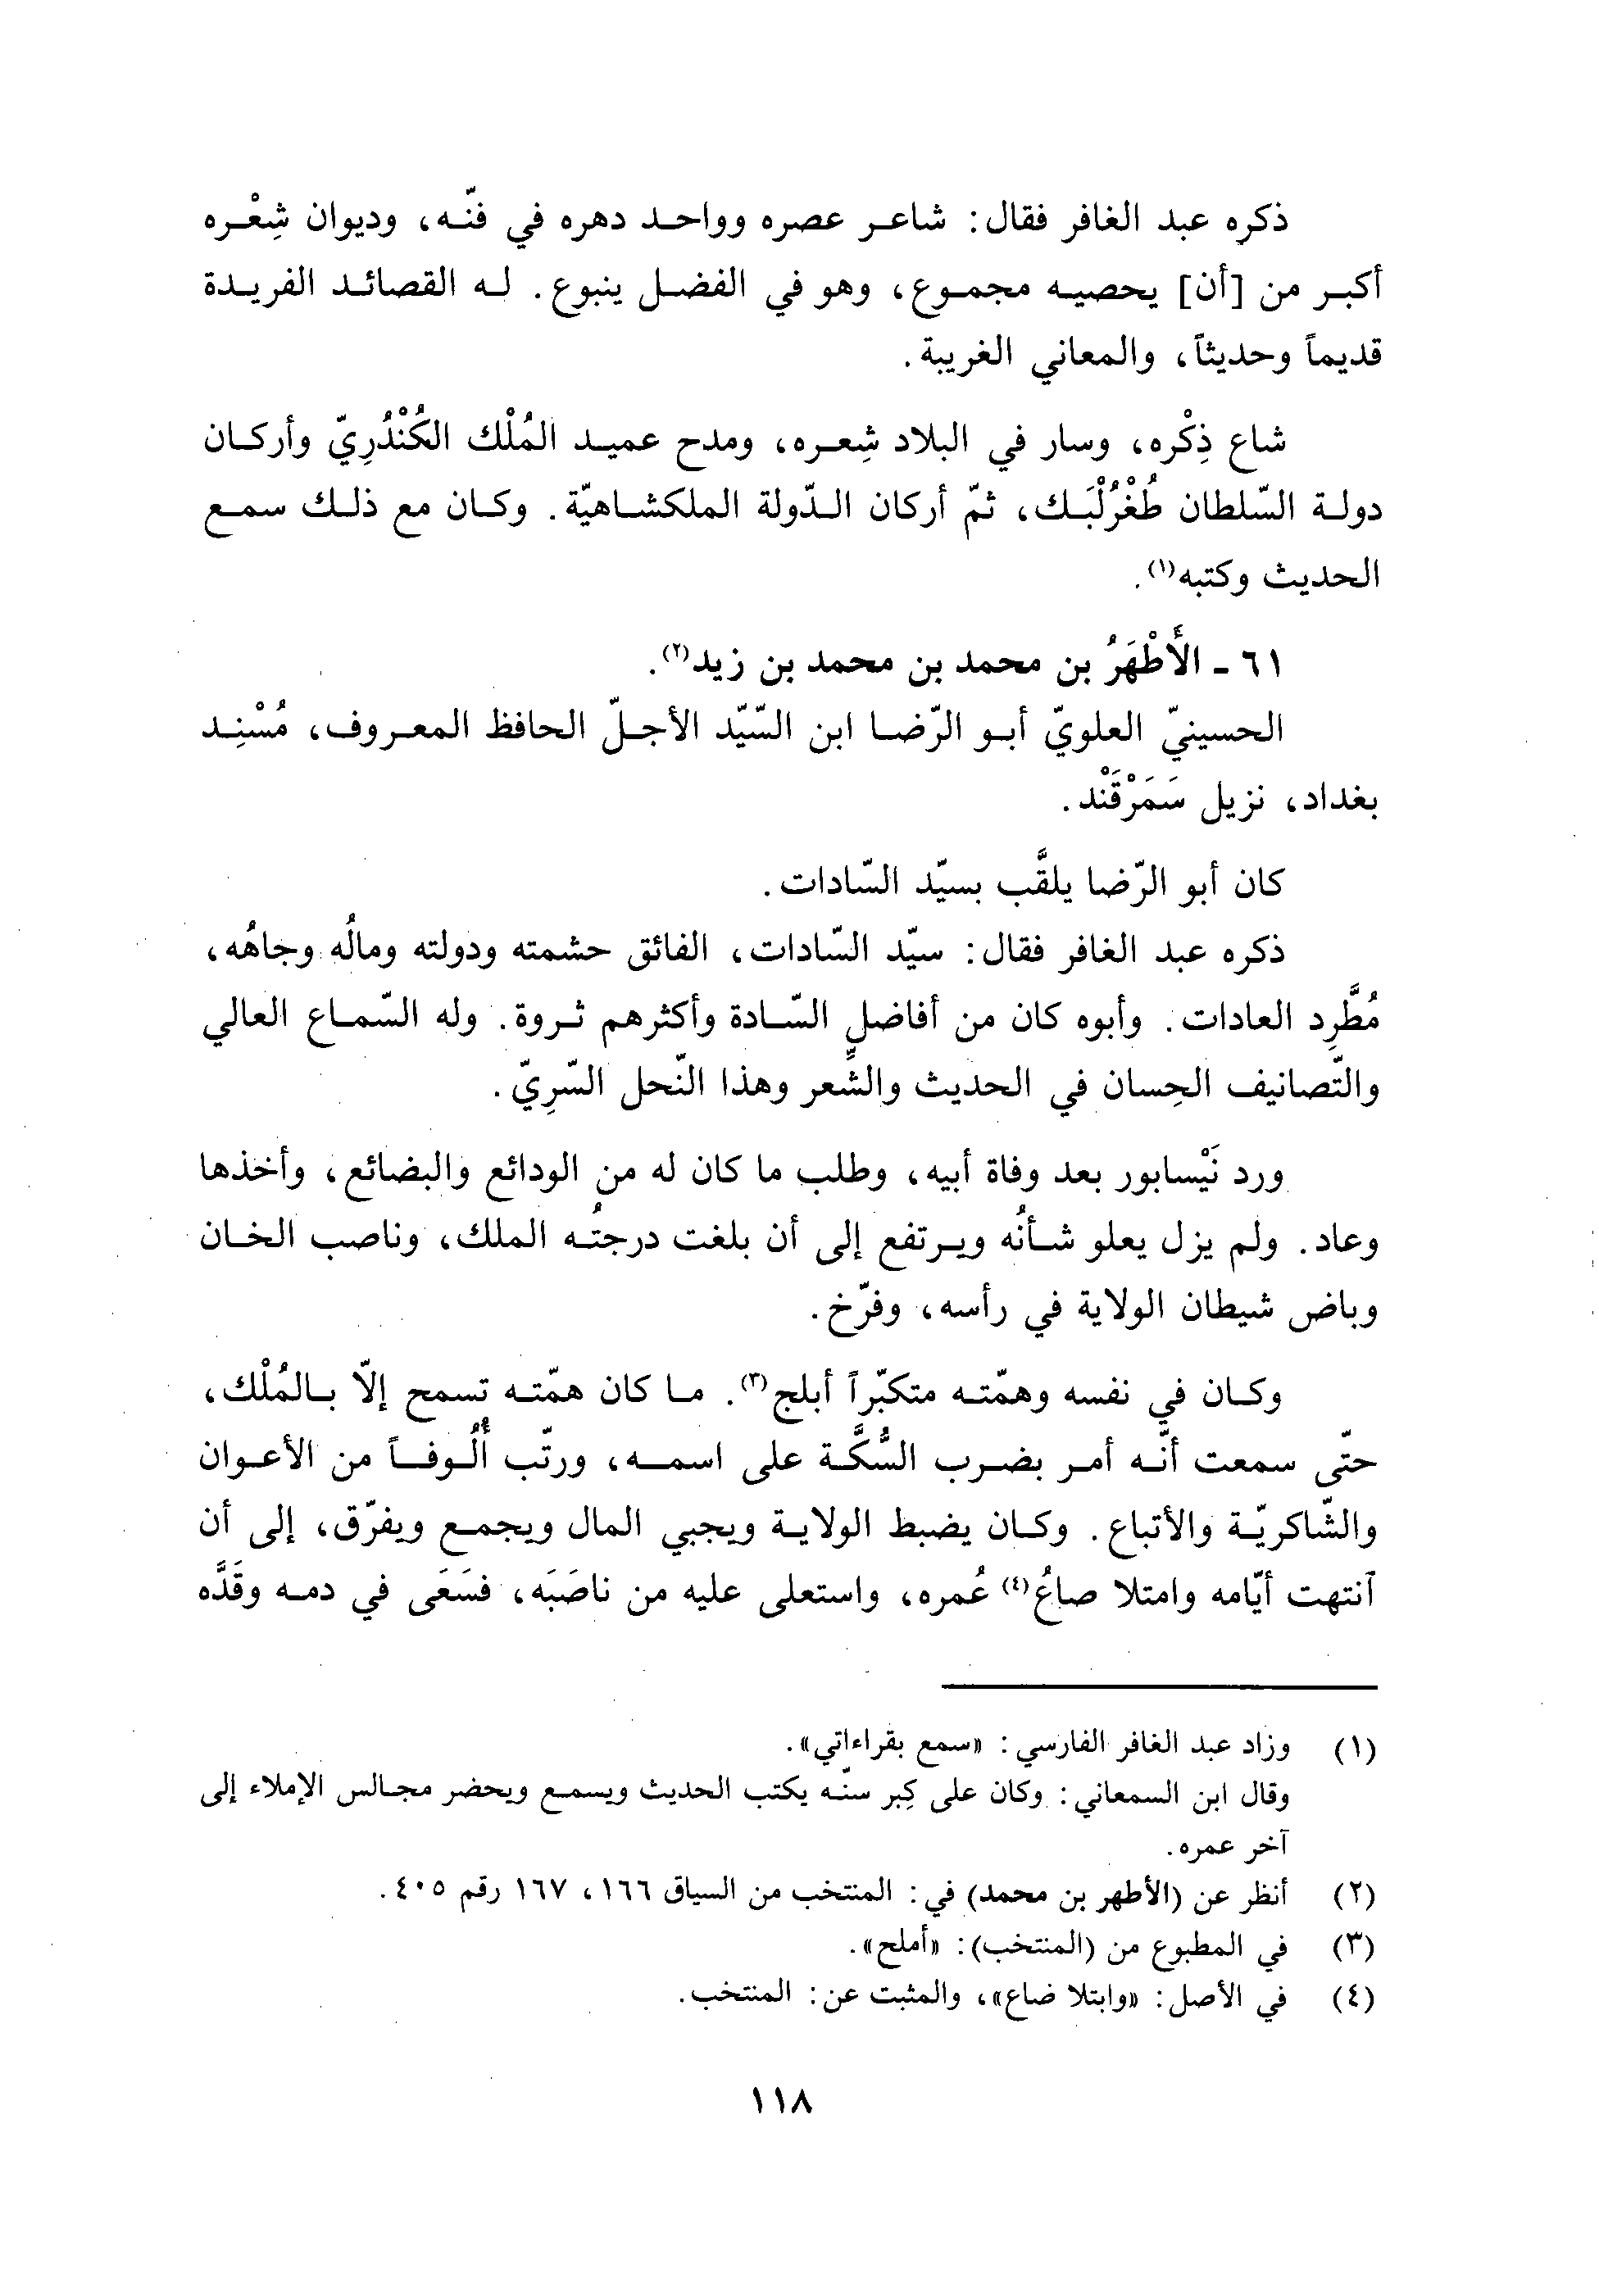 ذكره عبد الغافر فقال: شاعر عصره وواحد دهره في فنّه، وديوان شِعْره
أكبر من [أن] يحصيه مجموع، وهو في الفضل ينبوع. له القصائد الفريدة
قديماً وحديثاً، والمعاني الغريبة.
شاع ذِكْره، وسار في البلاد شِعره، ومدح عميد المُلْك الكُنْدُرِيّ وأركان
دولة السّلطان طُغْرُلْبَك، ثمّ أركان الدّولة الملكشاهيّة. وكان مع ذلك سمع
الحديث وكتبه(١).
٦١ - الأَطْهَرُ بن محمد بن محمد بن زيد(٢).
الحسينيّ العلويّ أبو الرّضا ابن السّيّد الأجلّ الحافظ المعروف، مُسْنِد
بغداد، نزيل سَمَرْقَنْد.
كان أبو الرّضا يلقَّب بسيّد السّادات.
ذكره عبد الغافر فقال: سيّد السّادات، الفائق حشمته ودولته ومالُه وجاهُه،
مُطَّرِد العادات. وأبوه كان من أفاضل السّادة وأكثرهم ثروة. وله السّماع العالي
والتّصانيف الحِسان في الحديث والشِّعر وهذا النّحل السّرِيّ.
ورد نَيْسابور بعد وفاة أبيه، وطلب ما كان له من الودائع والبضائع، وأخذها
وعاد. ولم يزل يعلو شأنُه ويرتفع إلى أن بلغت درجتُه الملك، وناصب الخان
وباض شيطان الولاية في رأسه، وفرّخ.
وكان في نفسه وهمّته متكبّراً أبلج(٣). ما كان همّته تسمح إلّا بالمُلْك،
حتّى سمعت أنّه أمر بضرب السُّكَّة على اسمه، ورتّب أُلُوفاً من الأعوان
والشّاكريّة والأتباع. وكان يضبط الولاية ويجبي المال ويجمع ويفرّق، إلى أن
آنتهت أيّامه وامتلا صاعُ(٤) عُمره، واستعلى عليه من ناصَبَه، فسَعَى في دمه وقَدَّه
(١) وزاد عبد الغافر الفارسي: «سمع بقراءاتي».
وقال ابن السمعاني: وكان على كِبر سنّه يكتب الحديث ويسمع ويحضر مجالس الإملاء إلى
آخر عمره.
(٢) أنظر عن (الأطهر بن محمد) في: المنتخب من السياق ١٦٦، ١٦٧ رقم ٤٠٥.
(٣) في المطبوع من (المنتخب): «أملح».
(٤) في الأصل: «وابتلا ضاع»، والمثبت عن: المنتخب.
١١٨